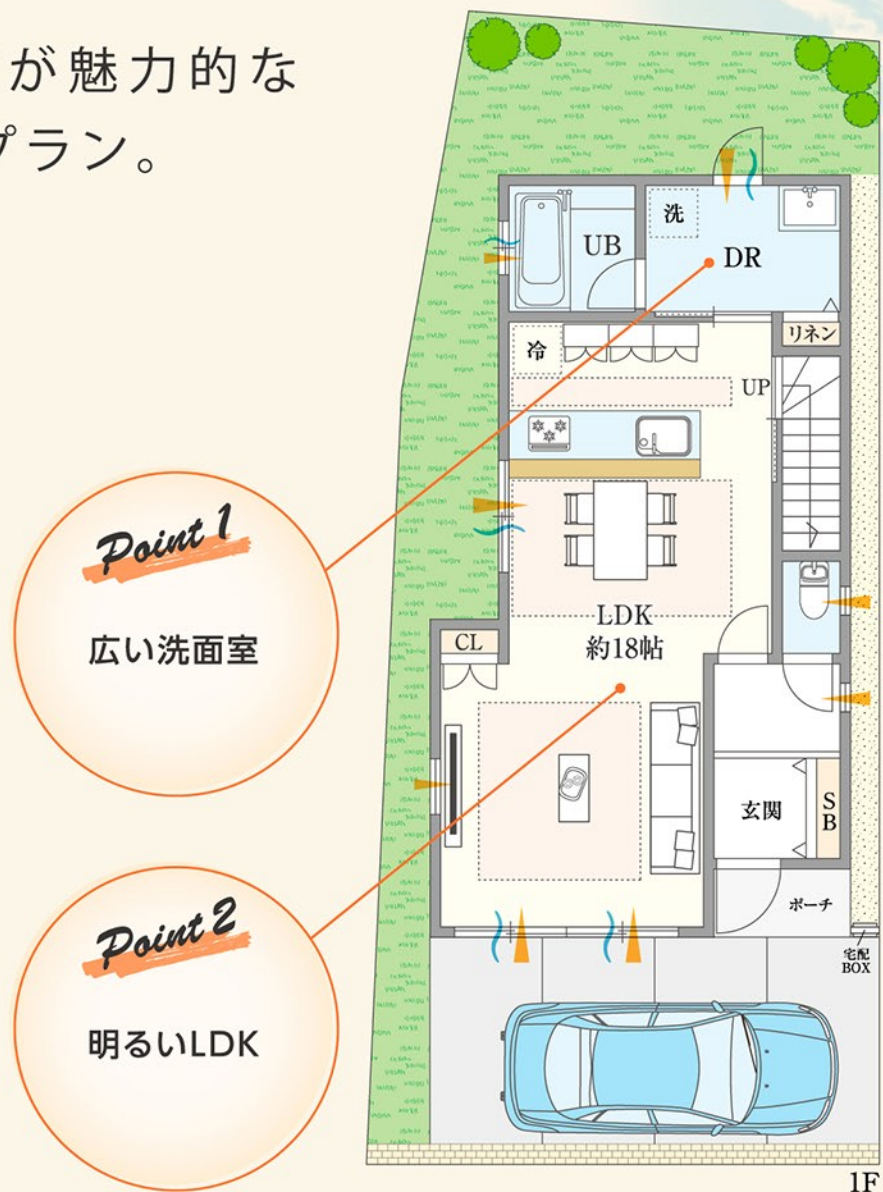 が魅力的な
プラン。
Point 1
広い洗面室
Point 2
明るいLDK
UB
洗
DR
リネン
冷
UP
LDK
約18帖
CL
玄関
SB
ポーチ
宅配
BOX
1F